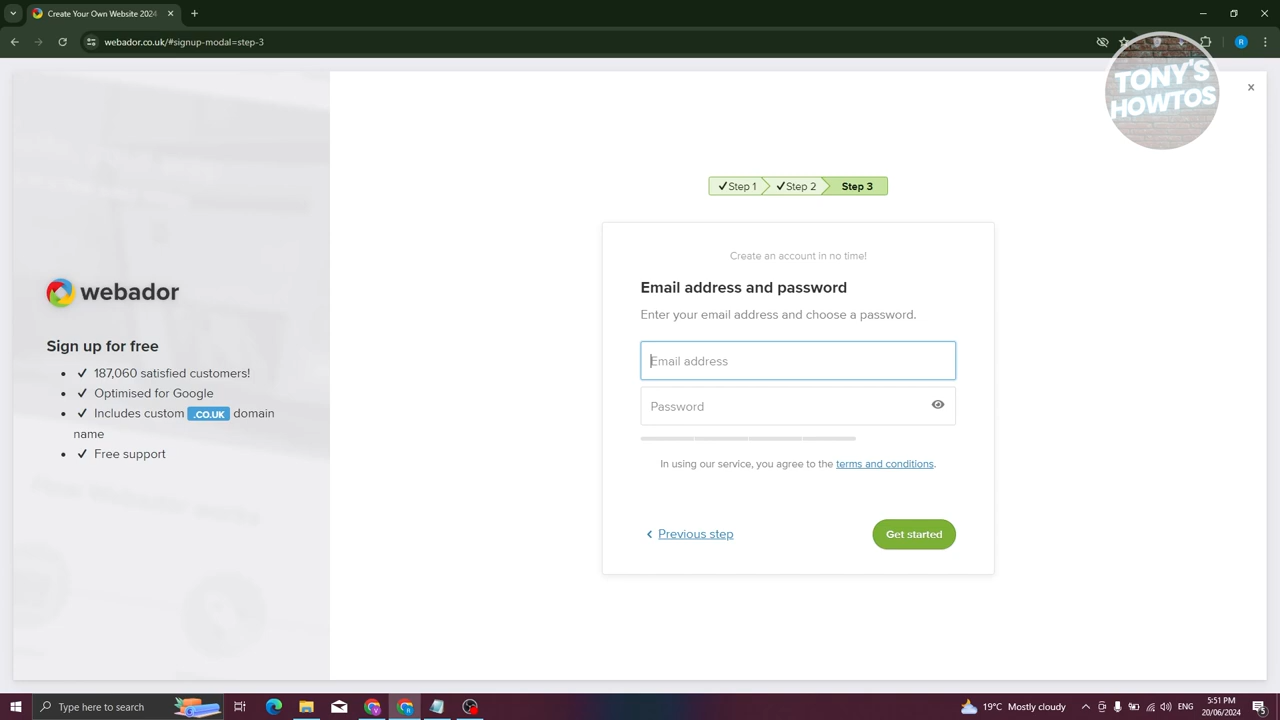 Create Your Own Website 2024
webador.co.uk/#signup-modal=step-3
R
TONY'S
HOWTOS
x
Step 1
Step 2
Step 3
Create an account in no time!
Email address and password
Enter your email address and choose a password.
Email address
Password
In using our service, you agree to the terms and conditions.
Previous step
Get started
webador
Sign up for free
187,060 satisfied customers!
Optimised for Google
Includes custom .CO.UK domain
name
Free support
Type here to search
19°C Mostly cloudy
5:51 PM
20/06/2024